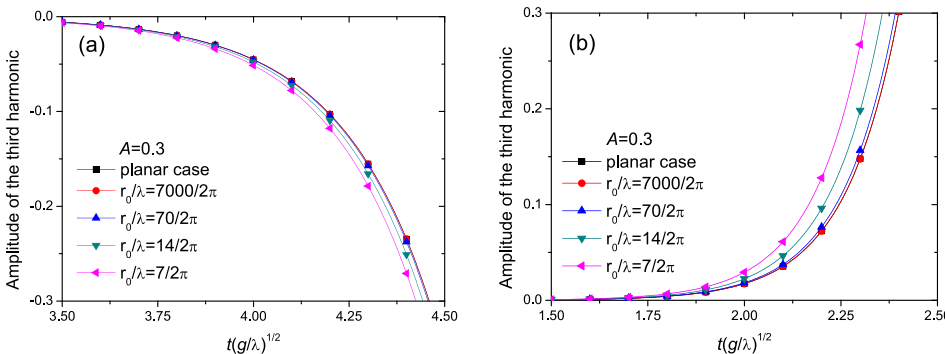 (a)
Amplitude of the third harmonic
0.0
-0.1
-0.2
-0.3
A=0.3
planar case
r₀/λ=7000/2π
r₀/λ=70/2π
r₀/λ=14/2π
r₀/λ=7/2π
3.50 3.75 4.00 4.25 4.50
t(g/λ)^1/2
(b)
Amplitude of the third harmonic
0.3
0.2
0.1
0.0
A=0.3
planar case
r₀/λ=7000/2π
r₀/λ=70/2π
r₀/λ=14/2π
r₀/λ=7/2π
1.50 1.75 2.00 2.25 2.50
t(g/λ)^1/2